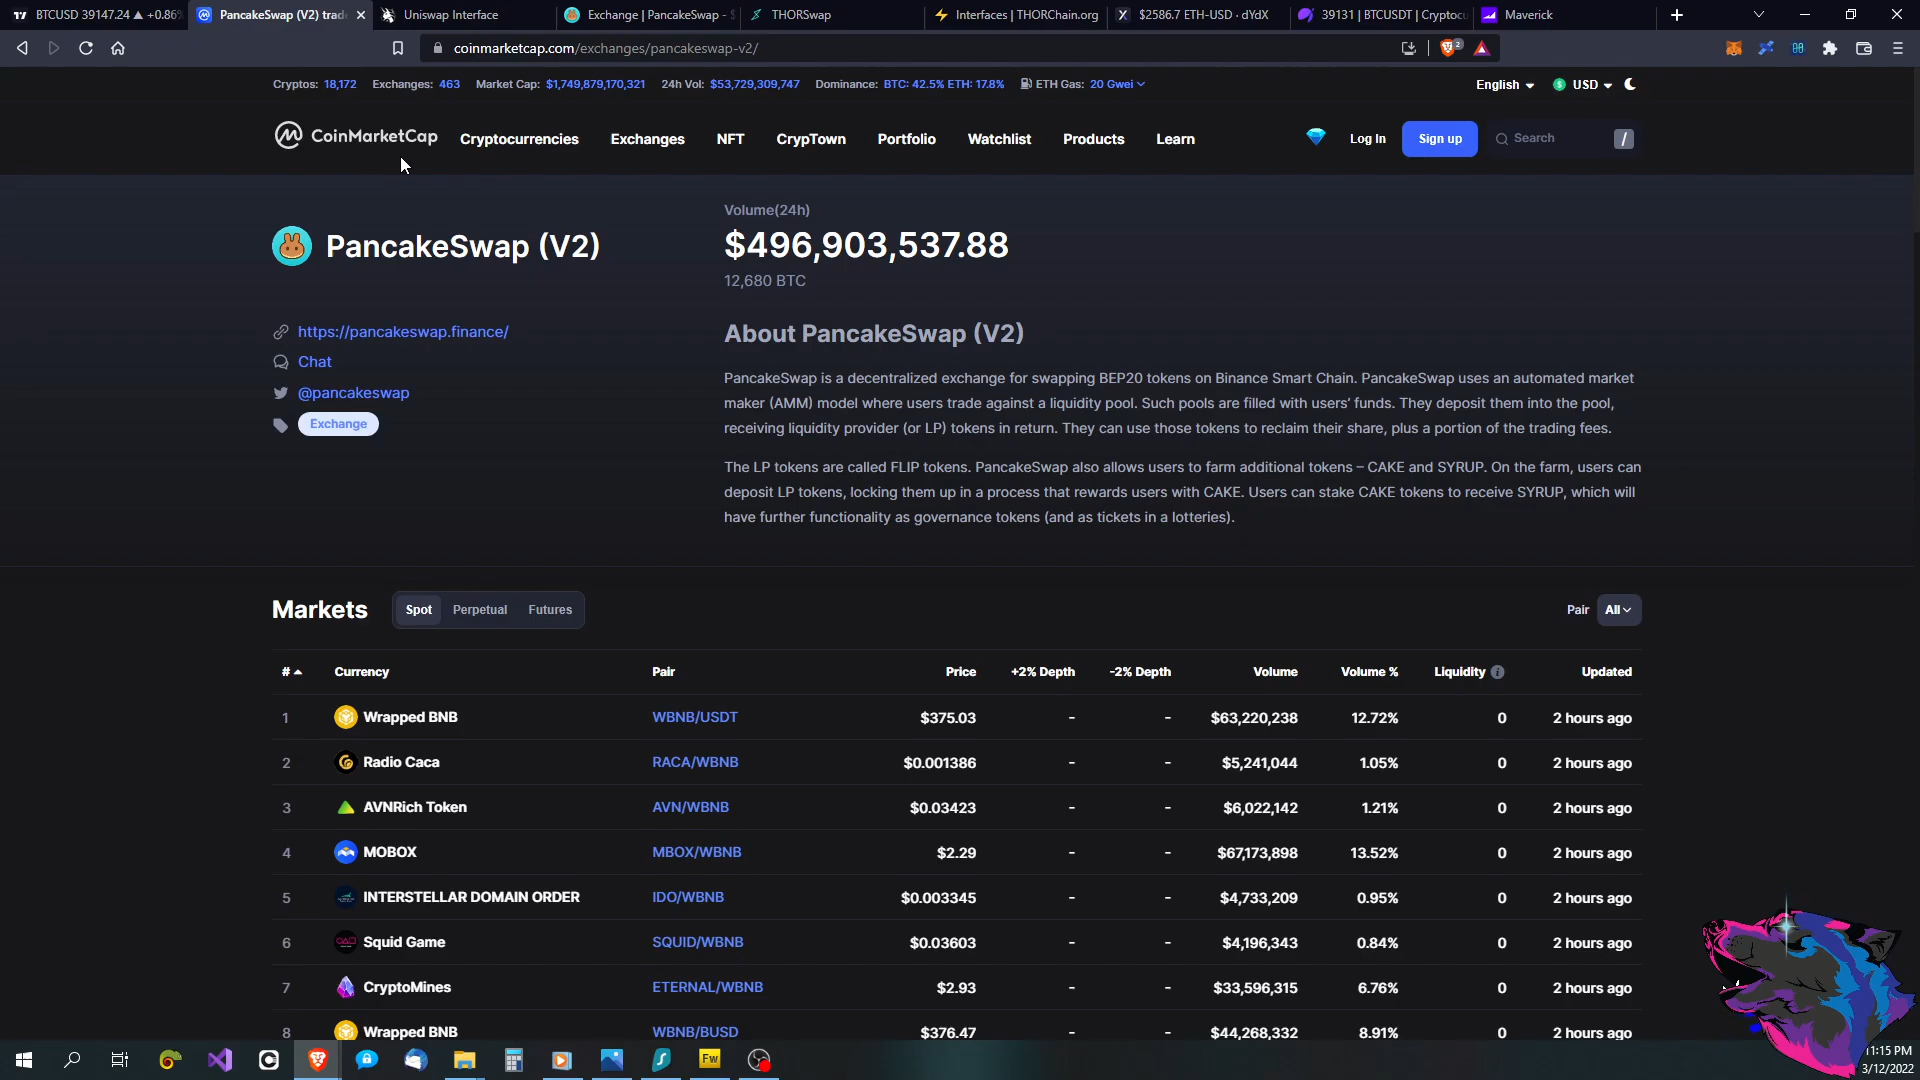 BTCUSD 39147.24 ▲ +0.86%
PancakeSwap (V2) trad
Uniswap Interface
Exchange | PancakeSwap - $
THORSwap
Interfaces | THORChain.org
$2586.7 ETH-USD · dYdX
39131 | BTCUSDT | Cryptocu
Maverick
coinmarketcap.com/exchanges/pancakeswap-v2/
2
Cryptos: 18,172 Exchanges: 463 Market Cap: $1,749,879,170,321 24h Vol: $53,729,309,747 Dominance: BTC: 42.5% ETH: 17.8% ETH Gas: 20 Gwei
English USD
CoinMarketCap Cryptocurrencies Exchanges NFT CrypTown Portfolio Watchlist Products Learn Log In Sign up Search /
PancakeSwap (V2)
https://pancakeswap.finance/
Chat
@pancakeswap
Exchange
Volume(24h)
$496,903,537.88
12,680 BTC
About PancakeSwap (V2)
PancakeSwap is a decentralized exchange for swapping BEP20 tokens on Binance Smart Chain. PancakeSwap uses an automated market
maker (AMM) model where users trade against a liquidity pool. Such pools are filled with users’ funds. They deposit them into the pool,
receiving liquidity provider (or LP) tokens in return. They can use those tokens to reclaim their share, plus a portion of the trading fees.
The LP tokens are called FLIP tokens. PancakeSwap also allows users to farm additional tokens – CAKE and SYRUP. On the farm, users can
deposit LP tokens, locking them up in a process that rewards users with CAKE. Users can stake CAKE tokens to receive SYRUP, which will
have further functionality as governance tokens (and as tickets in a lotteries).
Markets Spot Perpetual Futures Pair All
# Currency Pair Price +2% Depth -2% Depth Volume Volume % Liquidity Updated
1 Wrapped BNB WBNB/USDT $375.03 - - $63,220,238 12.72% 0 2 hours ago
2 Radio Caca RACA/WBNB $0.001386 - - $5,241,044 1.05% 0 2 hours ago
3 AVNRich Token AVN/WBNB $0.03423 - - $6,022,142 1.21% 0 2 hours ago
4 MOBOX MBOX/WBNB $2.29 - - $67,173,898 13.52% 0 2 hours ago
5 INTERSTELLAR DOMAIN ORDER IDO/WBNB $0.003345 - - $4,733,209 0.95% 0 2 hours ago
6 Squid Game SQUID/WBNB $0.03603 - - $4,196,343 0.84% 0 2 hours ago
7 CryptoMines ETERNAL/WBNB $2.93 - - $33,596,315 6.76% 0 2 hours ago
8 Wrapped BNB WBNB/BUSD $376.47 - - $44,268,332 8.91% 0 2 hours ago
Fw
11:15 PM
3/12/2022